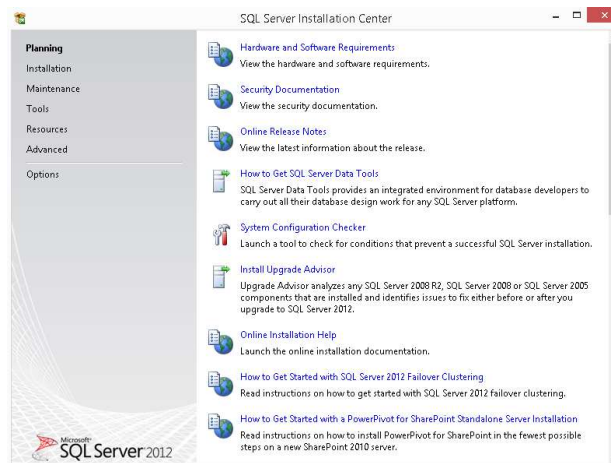 SQL Server Installation Center
Planning
Installation
Maintenance
Tools
Resources
Advanced
Options
Hardware and Software Requirements
View the hardware and software requirements.
Security Documentation
View the security documentation.
Online Release Notes
View the latest information about the release.
How to Get SQL Server Data Tools
SQL Server Data Tools provides an integrated environment for database developers to
carry out all their database design work for any SQL Server platform.
System Configuration Checker
Launch a tool to check for conditions that prevent a successful SQL Server installation.
Install Upgrade Advisor
Upgrade Advisor analyzes any SQL Server 2008 R2, SQL Server 2008 or SQL Server 2005
components that are installed and identifies issues to fix either before or after you
upgrade to SQL Server 2012.
Online Installation Help
Launch the online installation documentation.
How to Get Started with SQL Server 2012 Failover Clustering
Read instructions on how to get started with SQL Server 2012 failover clustering.
How to Get Started with a PowerPivot for SharePoint Standalone Server Installation
Read instructions on how to install PowerPivot for SharePoint in the fewest possible
steps on a new SharePoint 2010 server.
Microsoft
SQL Server 2012